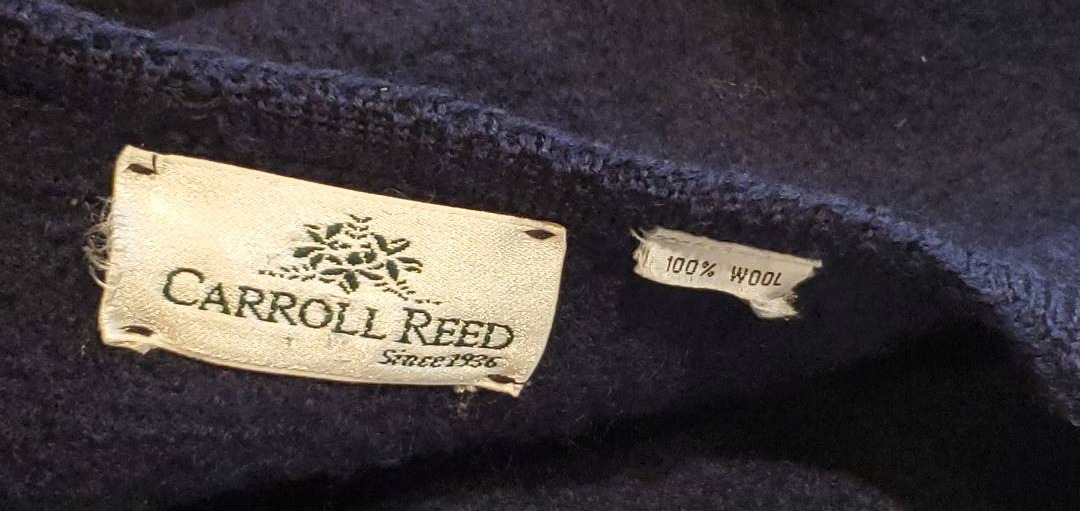 CARROLL REED
Since 1936
100% WOOL